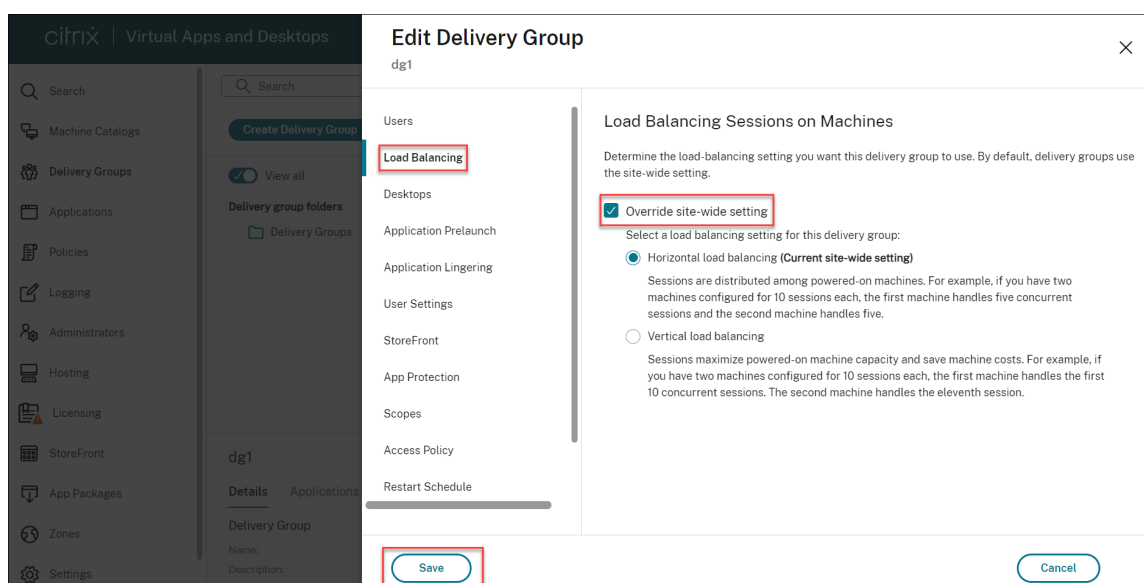 citrix | Virtual Apps and Desktops
Search
Machine Catalogs
Delivery Groups
Applications
Policies
Logging
Administrators
Hosting
Licensing
StoreFront
App Packages
Zones
Settings
Search
Create Delivery Group
View all
Delivery group folders
Delivery Groups
dg1
Details Applications
Delivery Group
Name:
Description:
Edit Delivery Group
dg1
Users
Load Balancing
Desktops
Application Prelaunch
Application Lingering
User Settings
StoreFront
App Protection
Scopes
Access Policy
Restart Schedule
Load Balancing Sessions on Machines
Determine the load-balancing setting you want this delivery group to use. By default, delivery groups use
the site-wide setting.
Override site-wide setting
Select a load balancing setting for this delivery group:
Horizontal load balancing (Current site-wide setting)
Sessions are distributed among powered-on machines. For example, if you have two
machines configured for 10 sessions each, the first machine handles five concurrent
sessions and the second machine handles five.
Vertical load balancing
Sessions maximize powered-on machine capacity and save machine costs. For example, if
you have two machines configured for 10 sessions each, the first machine handles the first
10 concurrent sessions. The second machine handles the eleventh session.
Save
Cancel